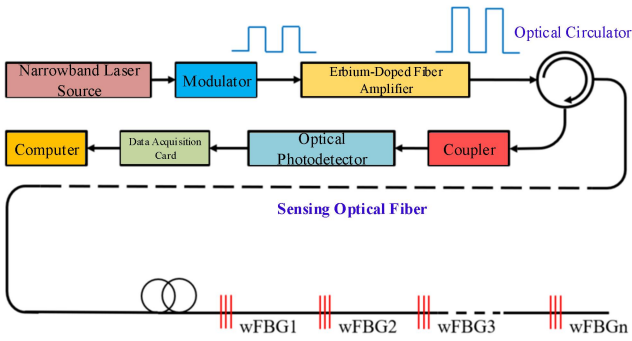 Optical Circulator
Narrowband Laser
Source
Modulator
Erbium-Doped Fiber
Amplifier
Computer
Data Acquisition
Card
Optical
Photodetector
Coupler
Sensing Optical Fiber
wFBG1
wFBG2
wFBG3
wFBGn